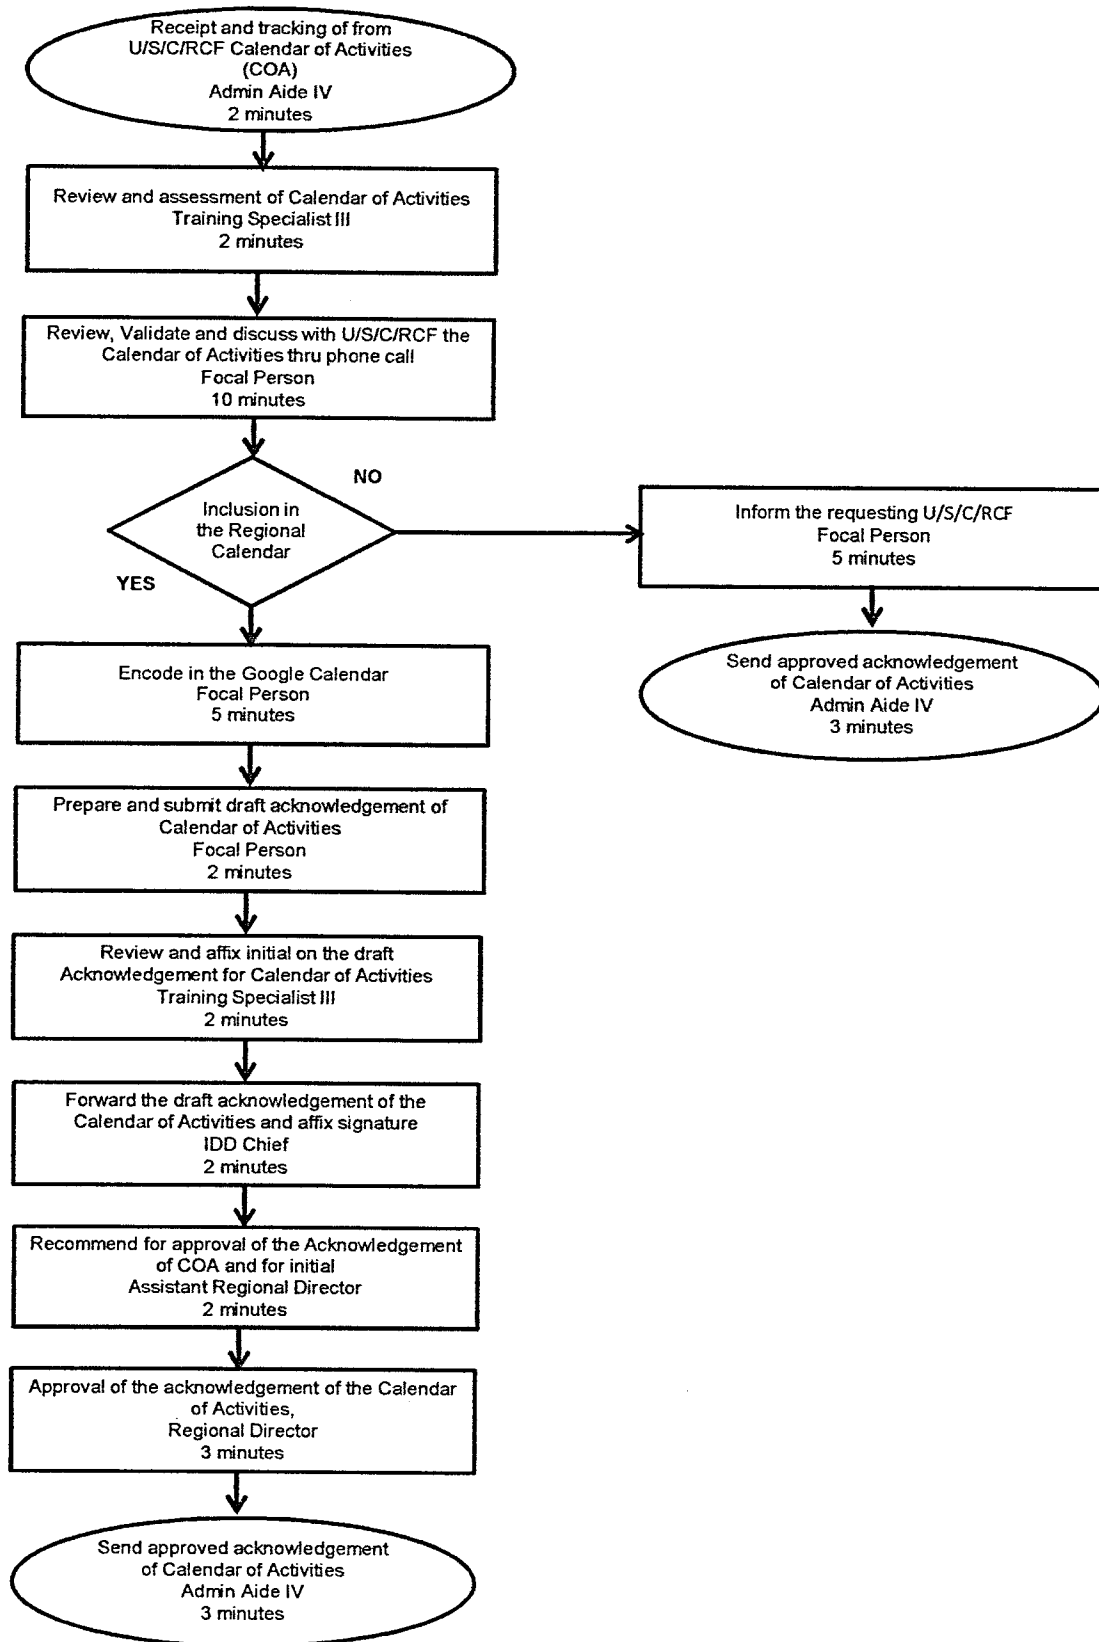 Receipt and tracking of from
U/S/C/RCF Calendar of Activities
(COA)
Admin Aide IV
2 minutes
Review and assessment of Calendar of Activities
Training Specialist III
2 minutes
Review, Validate and discuss with U/S/C/RCF the
Calendar of Activities thru phone call
Focal Person
10 minutes
NO
Inclusion in
the Regional
Calendar
YES
Inform the requesting U/S/C/RCF
Focal Person
5 minutes
Send approved acknowledgement
of Calendar of Activities
Admin Aide IV
3 minutes
Encode in the Google Calendar
Focal Person
5 minutes
Prepare and submit draft acknowledgement of
Calendar of Activities
Focal Person
2 minutes
Review and affix initial on the draft
Acknowledgement for Calendar of Activities
Training Specialist III
2 minutes
Forward the draft acknowledgement of the
Calendar of Activities and affix signature
IDD Chief
2 minutes
Recommend for approval of the Acknowledgement
of COA and for initial
Assistant Regional Director
2 minutes
Approval of the acknowledgement of the Calendar
of Activities,
Regional Director
3 minutes
Send approved acknowledgement
of Calendar of Activities
Admin Aide IV
3 minutes